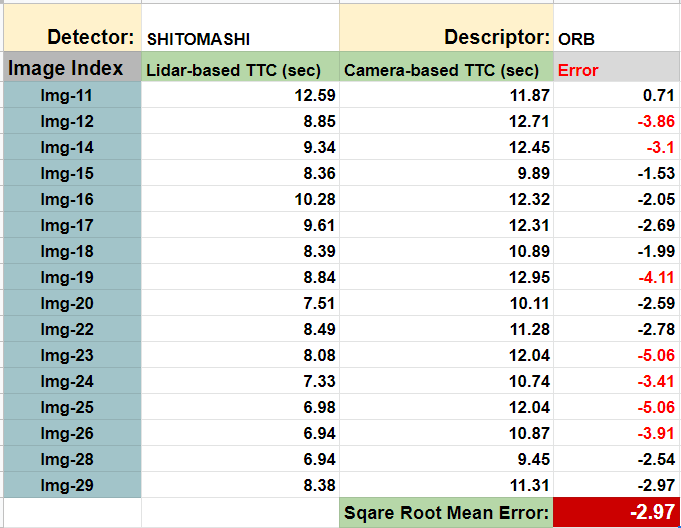 Detector: SHITOMASHI Descriptor: ORB
Image Index Lidar-based TTC (sec) Camera-based TTC (sec) Error
Img-11 12.59 11.87 0.71
Img-12 8.85 12.71 -3.86
Img-14 9.34 12.45 -3.1
Img-15 8.36 9.89 -1.53
Img-16 10.28 12.32 -2.05
Img-17 9.61 12.31 -2.69
Img-18 8.39 10.89 -1.99
Img-19 8.84 12.95 -4.11
Img-20 7.51 10.11 -2.59
Img-22 8.49 11.28 -2.78
Img-23 8.08 12.04 -5.06
Img-24 7.33 10.74 -3.41
Img-25 6.98 12.04 -5.06
Img-26 6.94 10.87 -3.91
Img-28 6.94 9.45 -2.54
Img-29 8.38 11.31 -2.97
Sqare Root Mean Error: -2.97